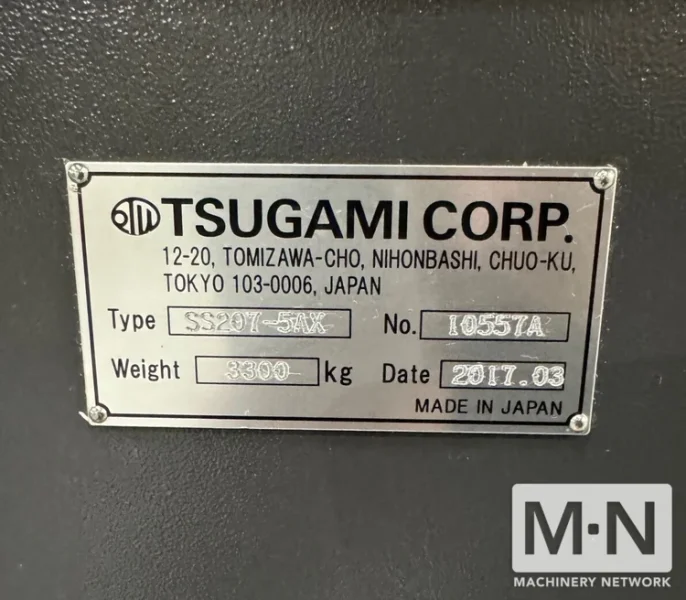 TSUGAMI CORP.
12-20, TOMIZAWA-CHO, NIHONBASHI, CHUO-KU,
TOKYO 103-0006, JAPAN
Type SS207-5AX No. 10557A
Weight 3300 kg Date 2017.03
MADE IN JAPAN
M·N
MACHINERY NETWORK